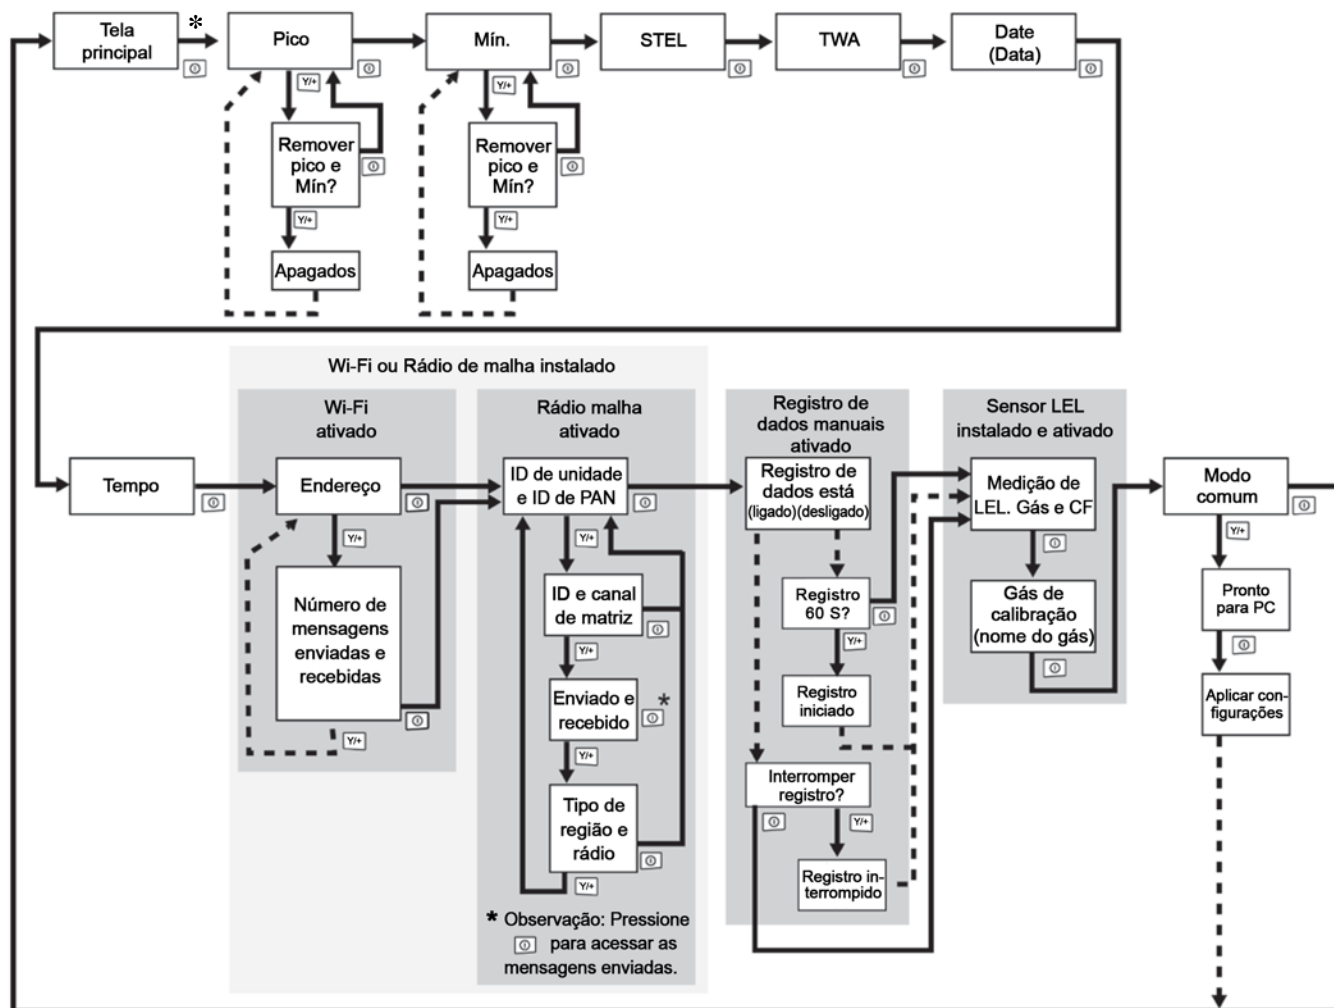 Tela
principal
*
Pico
Mín.
STEL
TWA
Date
(Data)
Y/+
Y/+
Remover
pico e
Mín?
Remover
pico e
Mín?
Y/+
Y/+
Apagados
Apagados
Wi-Fi ou Rádio de malha instalado
Wi-Fi
ativado
Rádio malha
ativado
Registro de
dados manuais
ativado
Sensor LEL
instalado e ativado
Tempo
Endereço
ID de unidade
e ID de PAN
Registro de
dados está
(ligado)(desligado)
Medição de
LEL. Gás e CF
Modo
comum
Y/+
Y/+
Y/+
Número de
mensagens
enviadas e
recebidas
ID e canal
de matriz
Registro
60 S?
Gás de
calibração
(nome do gás)
Pronto
para PC
Y/+
Y/+
Enviado e
recebido
*
Registro
iniciado
Aplicar con-
figurações
Y/+
Y/+
Tipo de
região e
rádio
Interromper
registro?
Y/+
Y/+
Registro in-
terrompido
* Observação: Pressione
para acessar as
mensagens enviadas.